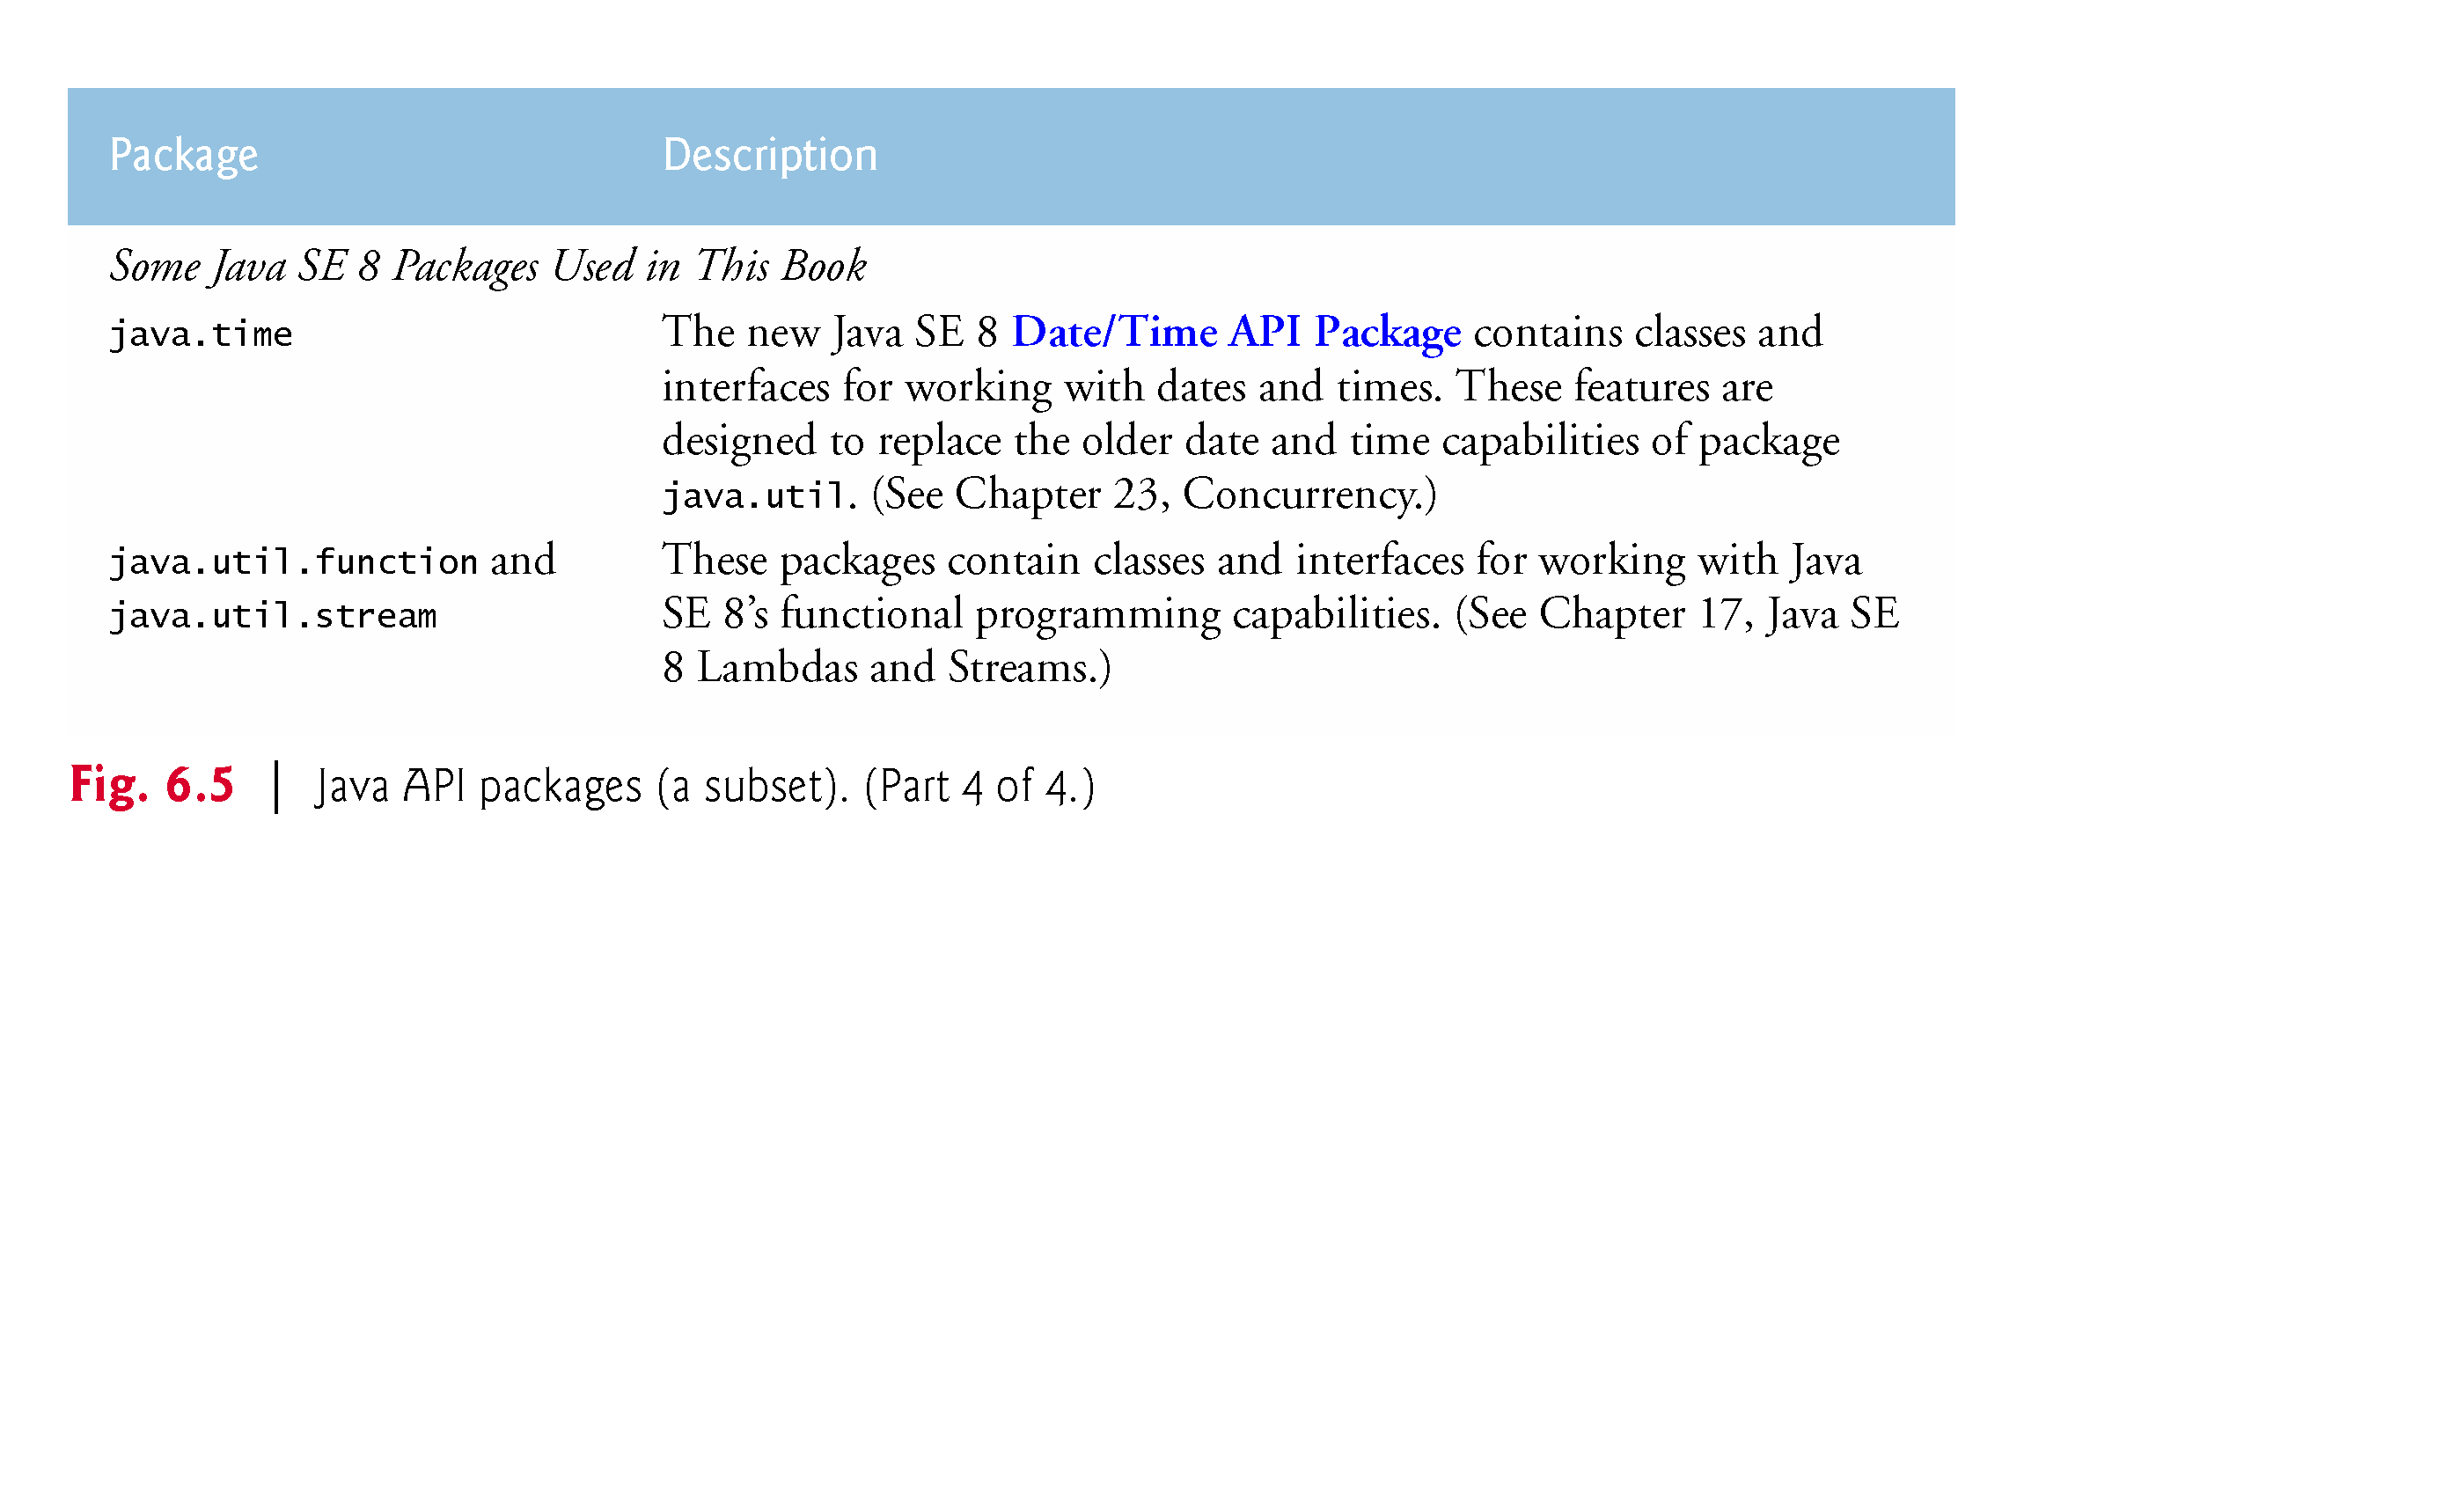 Package Description
Some Java SE 8 Packages Used in This Book
java.time The new Java SE 8 Date/Time API Package contains classes and
interfaces for working with dates and times. These features are
designed to replace the older date and time capabilities of package
java.util. (See Chapter 23, Concurrency.)
java.util.function and These packages contain classes and interfaces for working with Java
java.util.stream SE 8’s functional programming capabilities. (See Chapter 17, Java SE
8 Lambdas and Streams.)
Fig. 6.5 | Java API packages (a subset). (Part 4 of 4.)